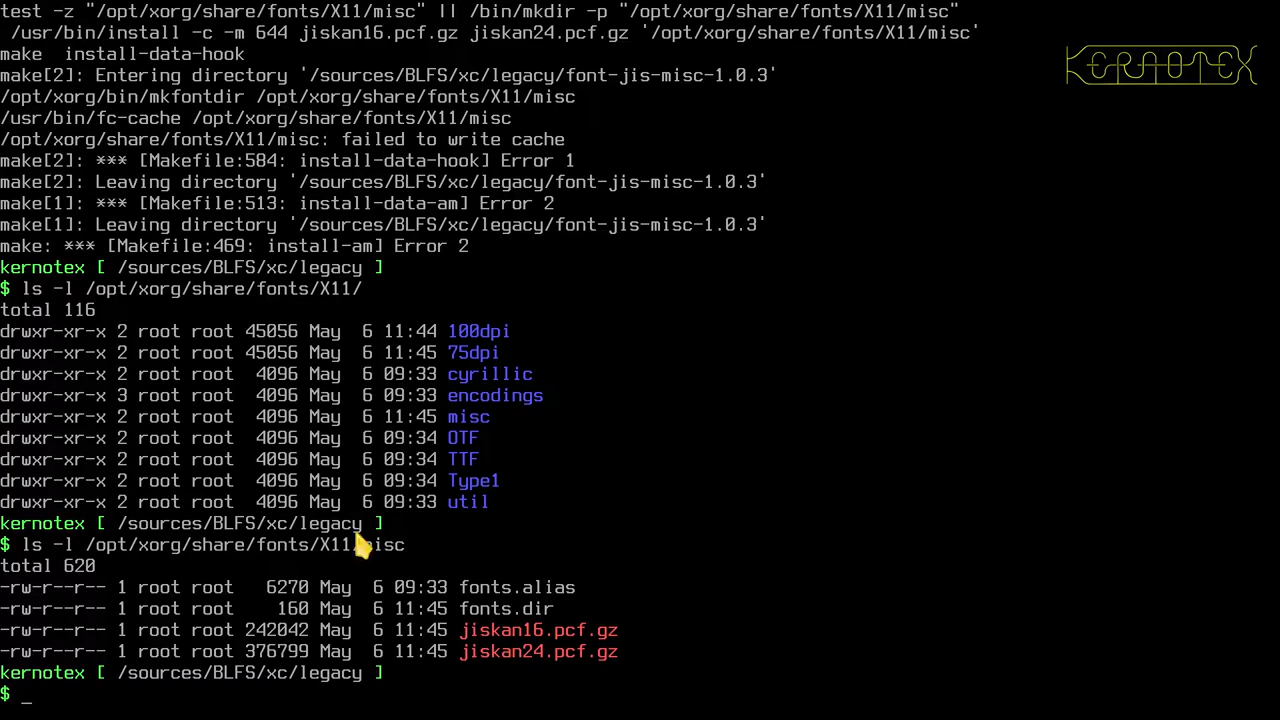 test -z "/opt/xorg/share/fonts/X11/misc" || /bin/mkdir -p "/opt/xorg/share/fonts/X11/misc"
 /usr/bin/install -c -m 644 jiskan16.pcf.gz jiskan24.pcf.gz '/opt/xorg/share/fonts/X11/misc'
make  install-data-hook
make[2]: Entering directory '/sources/BLFS/xc/legacy/font-jis-misc-1.0.3'
KERNOTEX
/opt/xorg/bin/mkfontdir /opt/xorg/share/fonts/X11/misc
/usr/bin/fc-cache /opt/xorg/share/fonts/X11/misc
/opt/xorg/share/fonts/X11/misc: failed to write cache
make[2]: *** [Makefile:584: install-data-hook] Error 1
make[2]: Leaving directory '/sources/BLFS/xc/legacy/font-jis-misc-1.0.3'
make[1]: *** [Makefile:513: install-data-am] Error 2
make[1]: Leaving directory '/sources/BLFS/xc/legacy/font-jis-misc-1.0.3'
make: *** [Makefile:469: install-am] Error 2
kernotex [ /sources/BLFS/xc/legacy ]
$ ls -l /opt/xorg/share/fonts/X11/
total 116
drwxr-xr-x 2 root root 45056 May  6 11:44 100dpi
drwxr-xr-x 2 root root 45056 May  6 11:45 75dpi
drwxr-xr-x 2 root root  4096 May  6 09:33 cyrillic
drwxr-xr-x 3 root root  4096 May  6 09:33 encodings
drwxr-xr-x 2 root root  4096 May  6 11:45 misc
drwxr-xr-x 2 root root  4096 May  6 09:34 OTF
drwxr-xr-x 2 root root  4096 May  6 09:34 TTF
drwxr-xr-x 2 root root  4096 May  6 09:34 Type1
drwxr-xr-x 2 root root  4096 May  6 09:33 util
kernotex [ /sources/BLFS/xc/legacy ]
$ ls -l /opt/xorg/share/fonts/X11/misc
total 620
-rw-r--r-- 1 root root   6270 May  6 09:33 fonts.alias
-rw-r--r-- 1 root root    160 May  6 11:45 fonts.dir
-rw-r--r-- 1 root root 242042 May  6 11:45 jiskan16.pcf.gz
-rw-r--r-- 1 root root 376799 May  6 11:45 jiskan24.pcf.gz
kernotex [ /sources/BLFS/xc/legacy ]
$ _